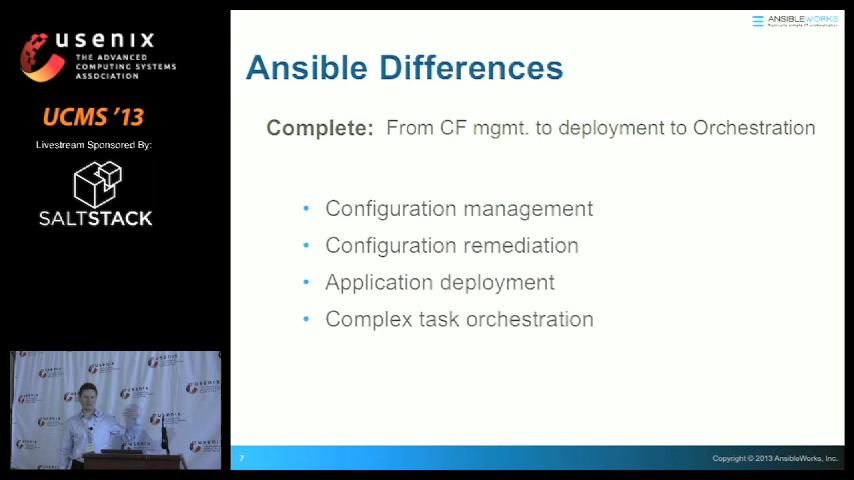 usenix
THE ADVANCED
COMPUTING SYSTEMS
ASSOCIATION
UCMS '13
Livestream Sponsored By:
SALTSTACK
ANSIBLEWORKS
Ansible Differences
Complete: From CF mgmt. to deployment to Orchestration
• Configuration management
• Configuration remediation
• Application deployment
• Complex task orchestration
7
Copyright © 2013 AnsibleWorks, Inc.
usenix